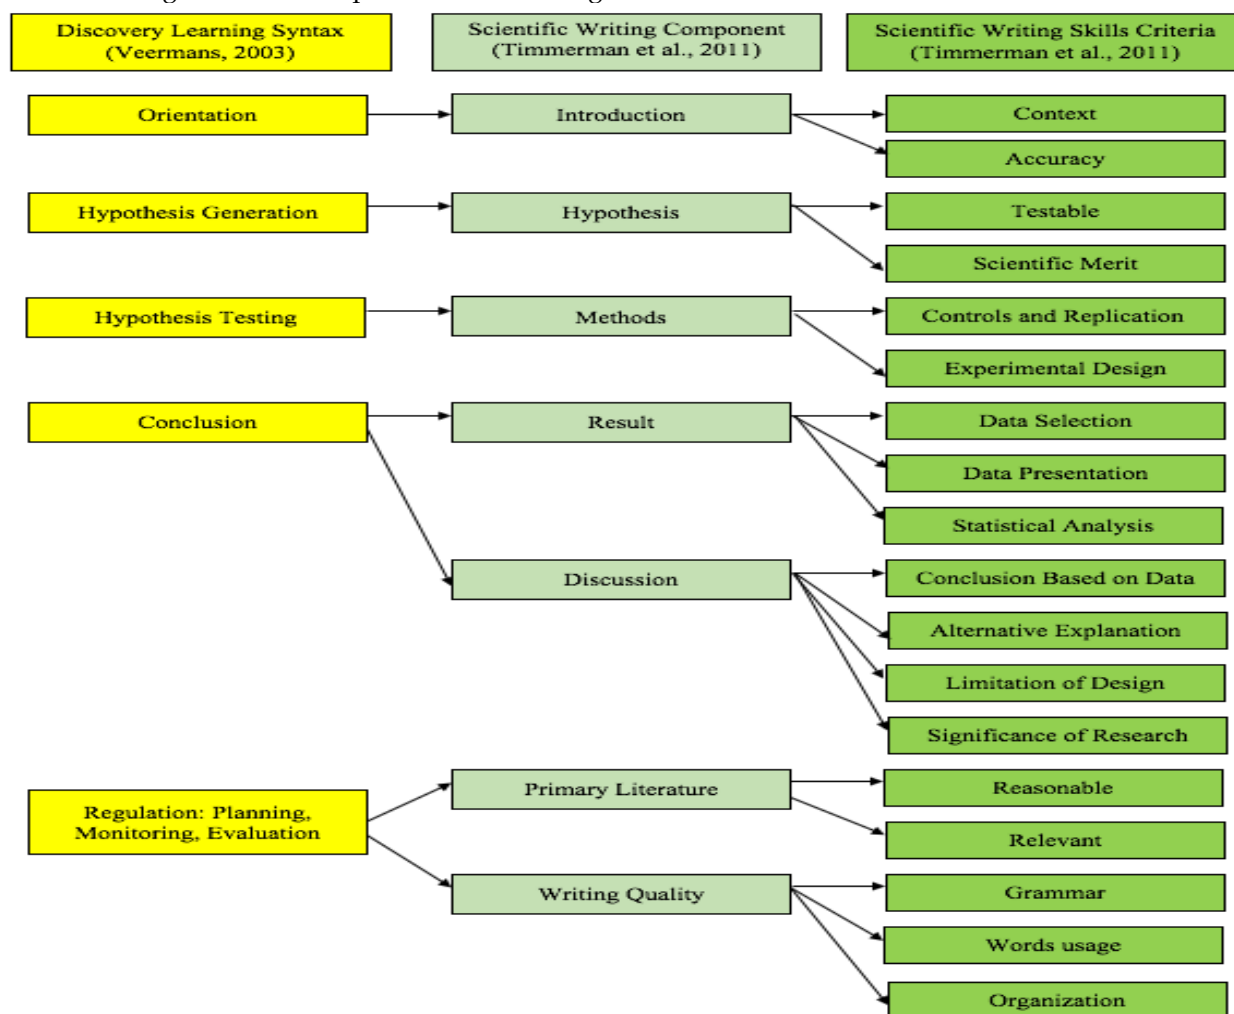 Discovery Learning Syntax
(Veermans, 2003)
Scientific Writing Component
(Timmerman et al., 2011)
Scientific Writing Skills Criteria
(Timmerman et al., 2011)
Orientation
Introduction
Context
Accuracy
Hypothesis Generation
Hypothesis
Testable
Scientific Merit
Hypothesis Testing
Methods
Controls and Replication
Experimental Design
Conclusion
Result
Data Selection
Data Presentation
Statistical Analysis
Discussion
Conclusion Based on Data
Alternative Explanation
Limitation of Design
Significance of Research
Regulation: Planning,
Monitoring, Evaluation
Primary Literature
Reasonable
Relevant
Writing Quality
Grammar
Words usage
Organization